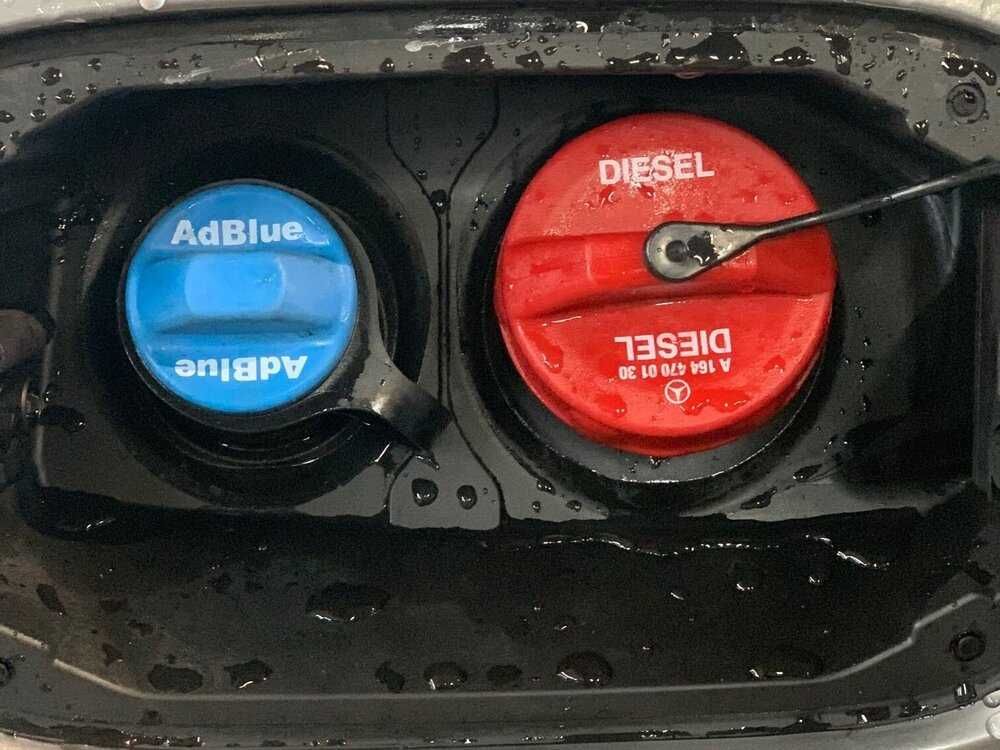 AdBlue
AdBlue
DIESEL
DIESEL
A 164 470 01 30